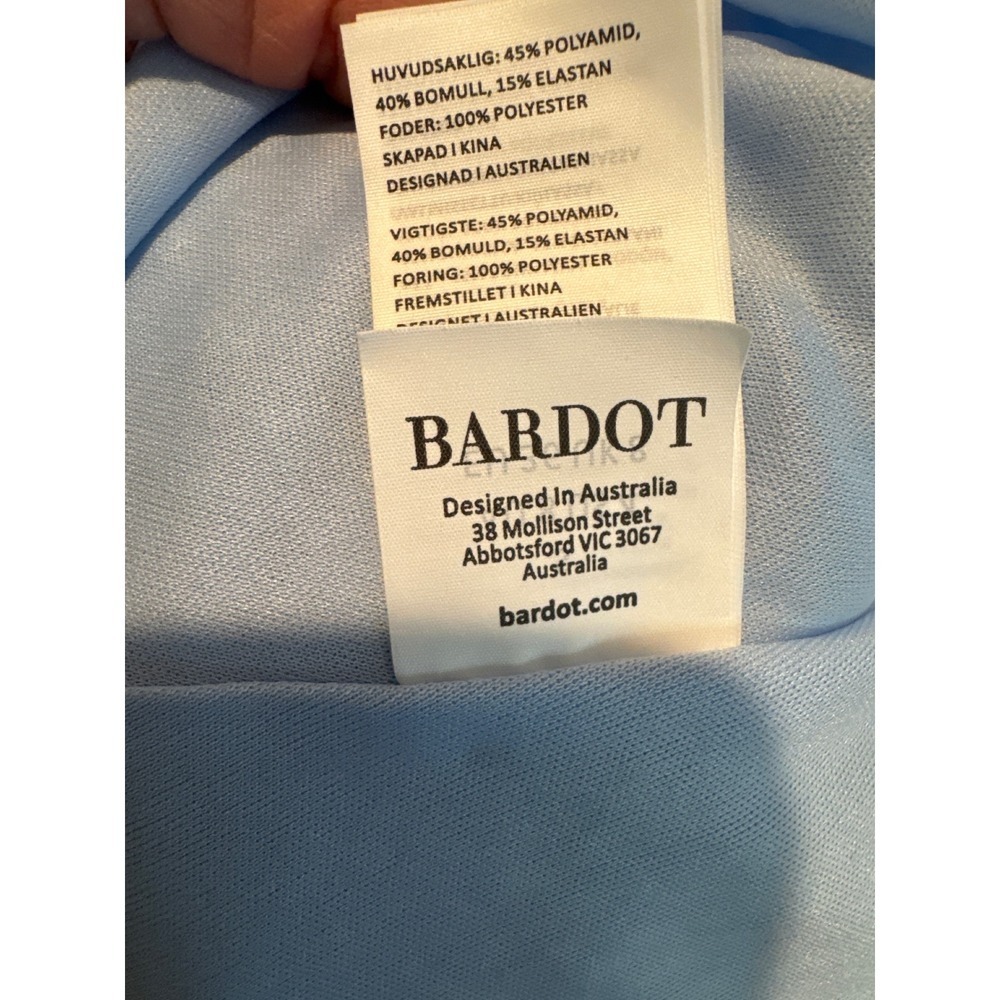 HUVUDSAKLIG: 45% POLYAMID,
40% BOMULL, 15% ELASTAN
FODER: 100% POLYESTER
SKAPAD I KINA
DESIGNAD I AUSTRALIEN
VIGTIGSTE: 45% POLYAMID,
40% BOMULD, 15% ELASTAN
FORING: 100% POLYESTER
FREMSTILLET I KINA
DESIGNET I AUSTRALIEN
BARDOT
Designed In Australia
38 Mollison Street
Abbotsford VIC 3067
Australia
bardot.com